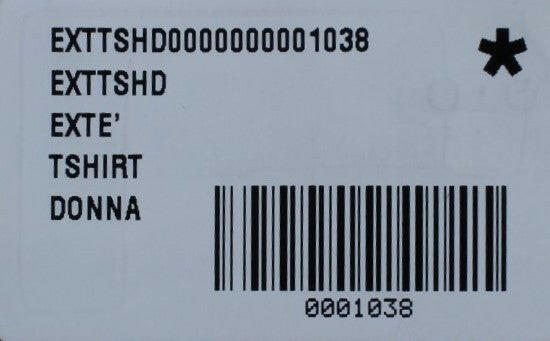 EXTTSHD0000000001038
EXTTSHD
EXTE'
TSHIRT
DONNA
0001038